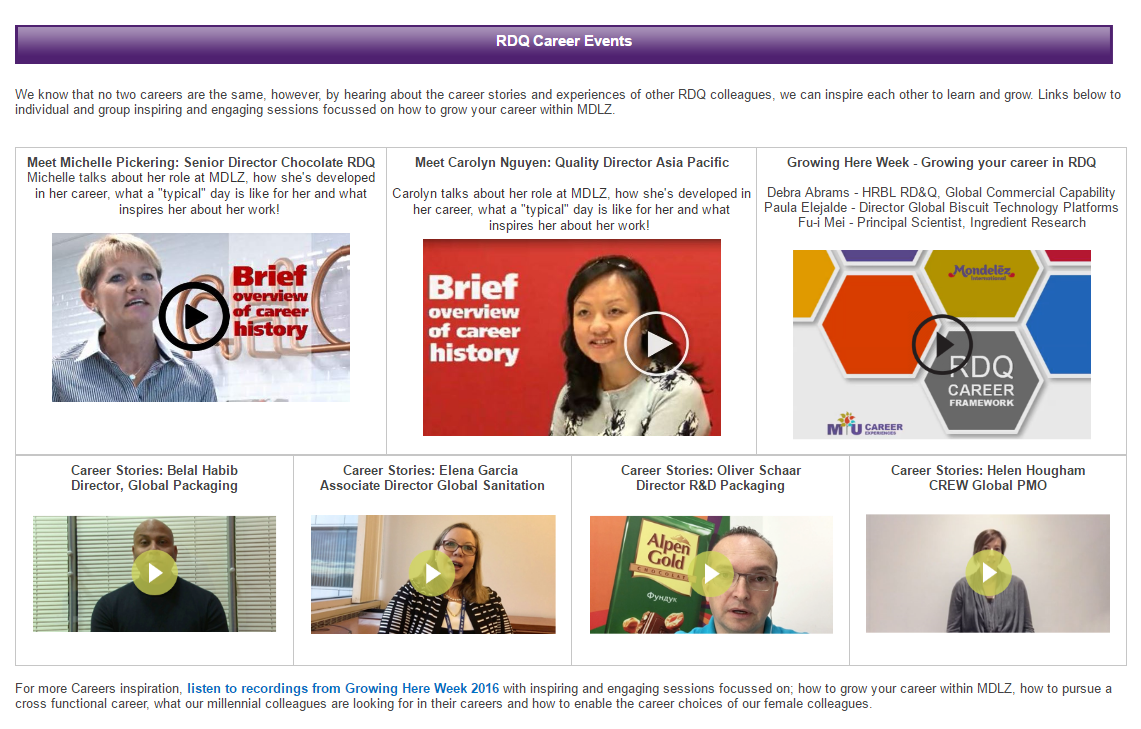 RDQ Career Events
We know that no two careers are the same, however, by hearing about the career stories and experiences of other RDQ colleagues, we can inspire each other to learn and grow. Links below to
individual and group inspiring and engaging sessions focussed on how to grow your career within MDLZ.
Meet Michelle Pickering: Senior Director Chocolate RDQ
Michelle talks about her role at MDLZ, how she's developed
in her career, what a "typical" day is like for her and what
inspires her about her work!
Brief
overview
of career
history
Meet Carolyn Nguyen: Quality Director Asia Pacific
Carolyn talks about her role at MDLZ, how she's developed in
her career, what a "typical" day is like for her and what
inspires her about her work!
Brief
overview
of career
history
Growing Here Week - Growing your career in RDQ
Debra Abrams - HRBL RD&Q, Global Commercial Capability
Paula Elejalde - Director Global Biscuit Technology Platforms
Fu-i Mei - Principal Scientist, Ingredient Research
Mondelēz
International
RDQ
CAREER
FRAMEWORK
MIU CAREER
EXPERIENCES
Career Stories: Belal Habib
Director, Global Packaging
Career Stories: Elena Garcia
Associate Director Global Sanitation
Career Stories: Oliver Schaar
Director R&D Packaging
Alpen
Gold
CHOCOLATE
Фундук
Career Stories: Helen Hougham
CREW Global PMO
For more Careers inspiration, listen to recordings from Growing Here Week 2016 with inspiring and engaging sessions focussed on; how to grow your career within MDLZ, how to pursue a
cross functional career, what our millennial colleagues are looking for in their careers and how to enable the career choices of our female colleagues.